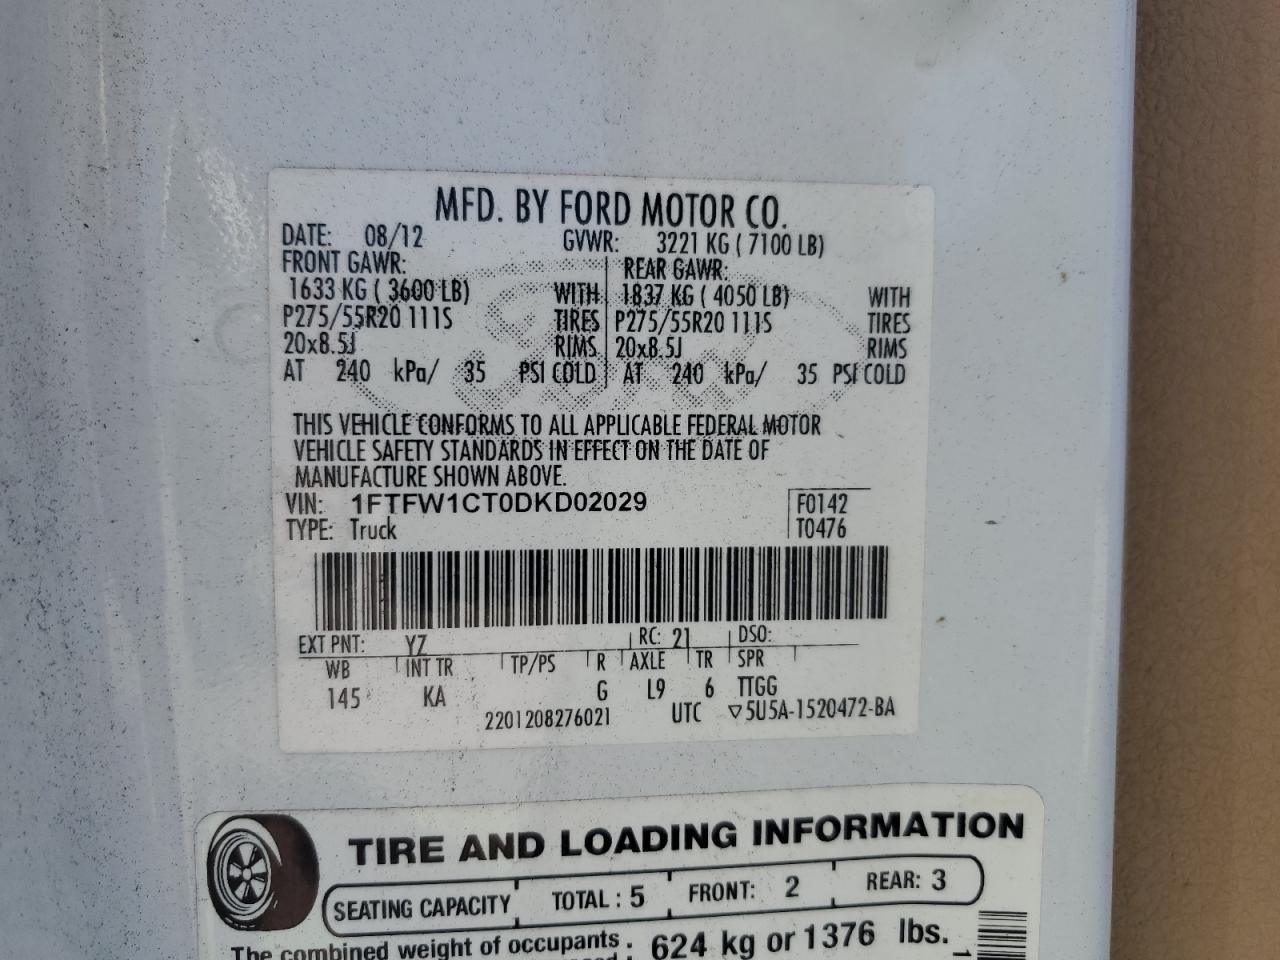 MFD. BY FORD MOTOR CO.
DATE: 08/12 GVWR: 3221 KG ( 7100 LB)
FRONT GAWR: REAR GAWR:
1633 KG ( 3600 LB) WITH 1837 KG ( 4050 LB) WITH
P275/55R20 111S TIRES P275/55R20 111S TIRES
20x8.5J RIMS 20x8.5J RIMS
AT 240 kPa/ 35 PSI COLD AT 240 kPa/ 35 PSI COLD
THIS VEHICLE CONFORMS TO ALL APPLICABLE FEDERAL MOTOR
VEHICLE SAFETY STANDARDS IN EFFECT ON THE DATE OF
MANUFACTURE SHOWN ABOVE.
VIN: 1FTFW1CT0DKD02029 F0142
TYPE: Truck T0476
EXT PNT: YZ RC: 21 DSO:
WB INT TR TP/PS R AXLE TR SPR
145 KA G L9 6 TTGG
2201208276021 UTC ▽5U5A-1520472-BA
TIRE AND LOADING INFORMATION
SEATING CAPACITY TOTAL : 5 FRONT: 2 REAR: 3
The combined weight of occupants 624 kg or 1376 lbs.